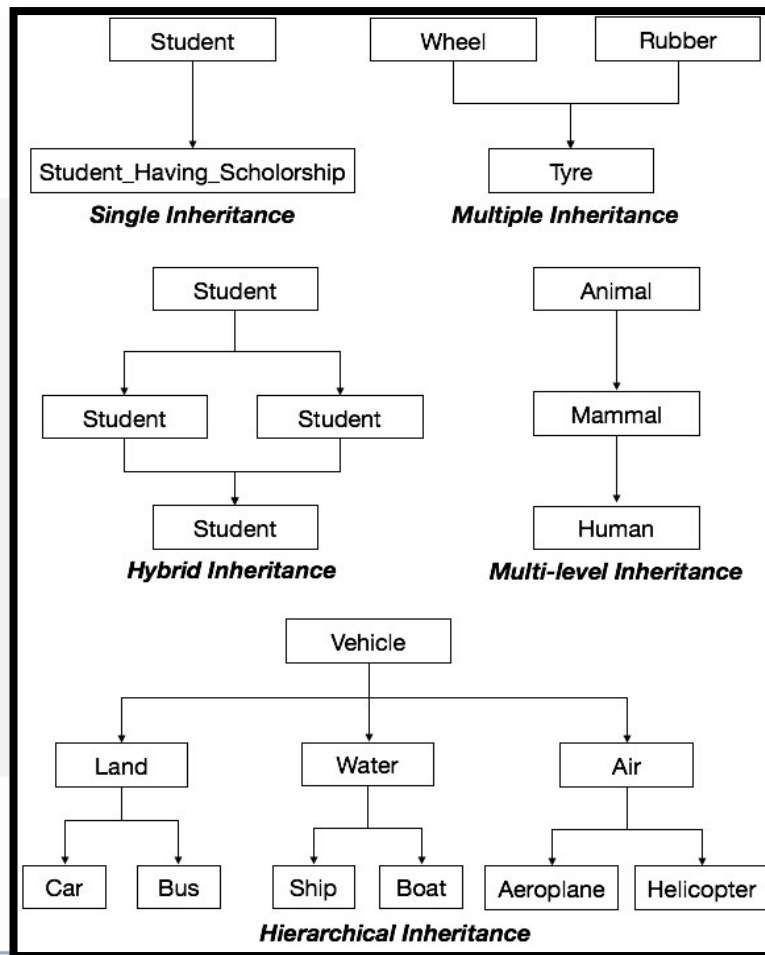 Student
Wheel
Rubber
Student_Having_Scholorship
Tyre
Single Inheritance
Multiple Inheritance
Student
Animal
Student
Student
Mammal
Student
Human
Hybrid Inheritance
Multi-level Inheritance
Vehicle
Land
Water
Air
Car
Bus
Ship
Boat
Aeroplane
Helicopter
Hierarchical Inheritance